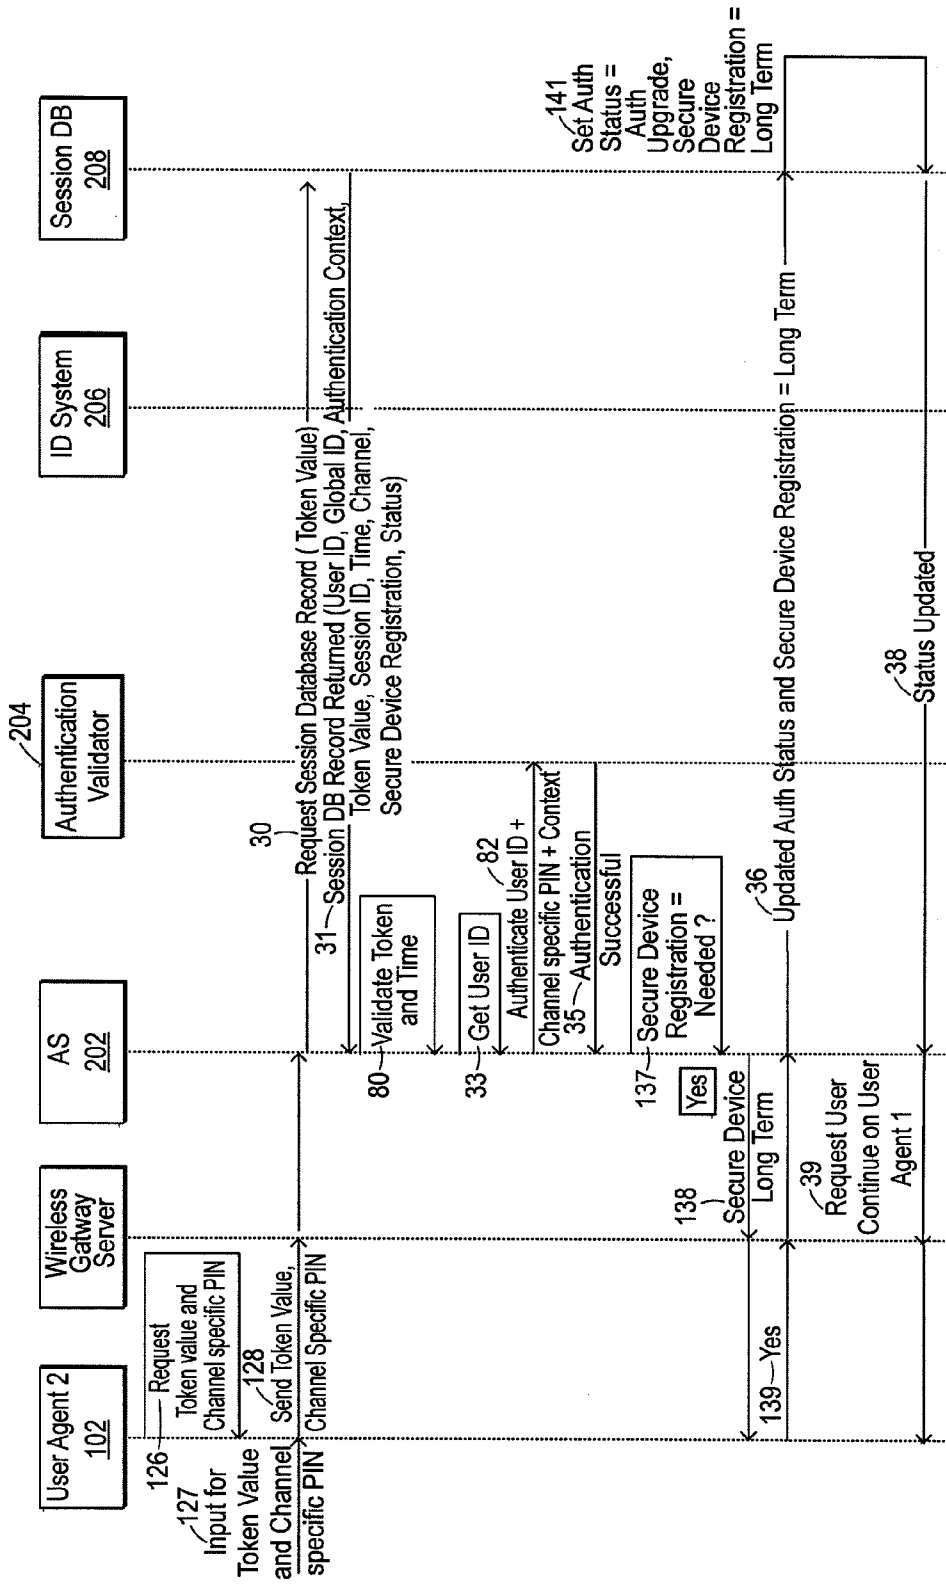 User Agent 2
102
Wireless
Gatway
Server
AS
202
204
Authentication
Validator
ID System
206
Session DB
208
126
Request
Token value and
Channel specific PIN
127
Input for
Token Value
and Channel
specific PIN
128
Send Token Value,
Channel Specific PIN
30
Request Session Database Record ( Token Value)
31
Session DB Record Returned (User ID, Global ID, Authentication Context,
Token Value, Session ID, Time, Channel,
Secure Device Registration, Status)
80
Validate Token
and Time
33
Get User ID
82
Authenticate User ID +
Channel specific PIN + Context
35
Authentication
Successful
137
Secure Device
Registration =
Needed ?
Yes
138
Secure Device
Long Term
139
Yes
36
Updated Auth Status and Secure Device Registration = Long Term
141
Set Auth
Status =
Auth
Upgrade,
Secure
Device
Registration =
Long Term
38
Status Updated
39
Request User
Continue on User
Agent 1